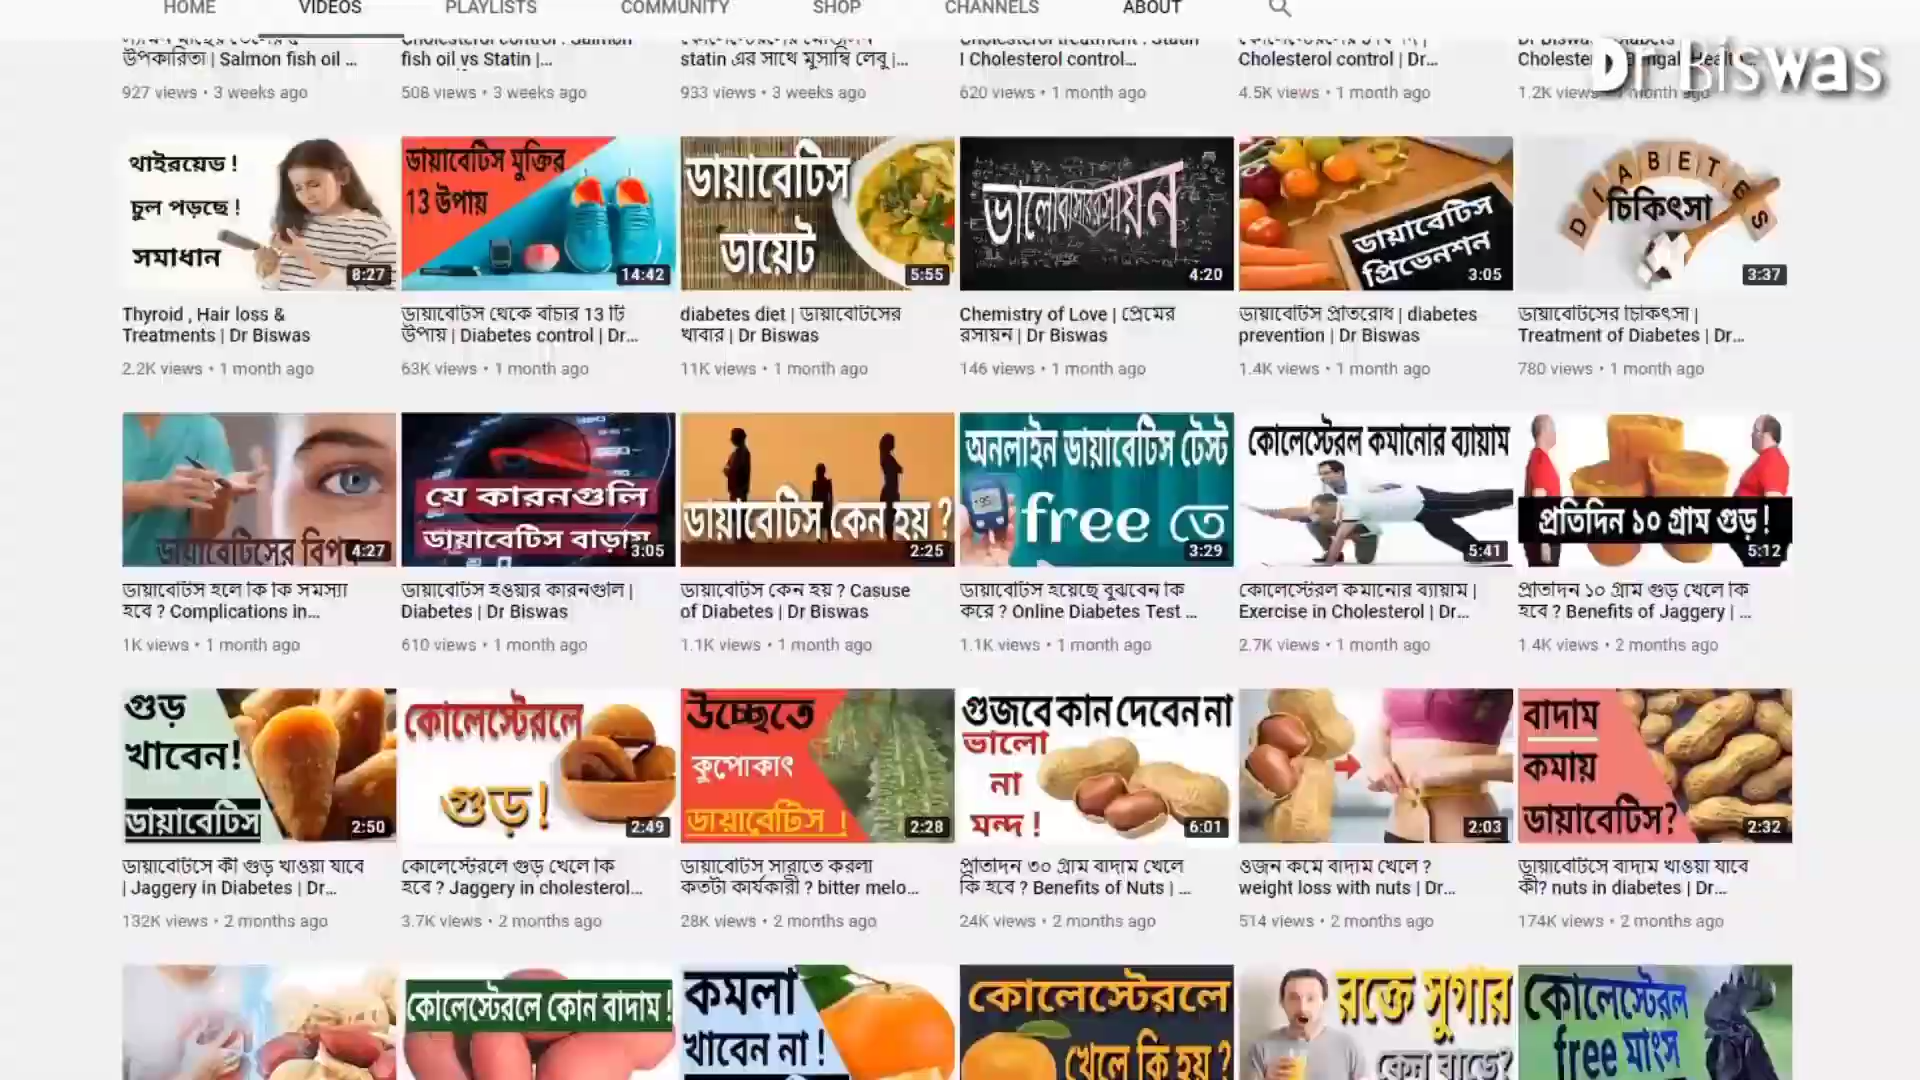 HOME VIDEOS PLAYLISTS COMMUNITY SHOP CHANNELS ABOUT
Dr Biswas
উপকারিতা | Salmon fish oil ...
927 views • 3 weeks ago
fish oil vs Statin |...
508 views • 3 weeks ago
statin এর সাথে মুসাম্বি লেবু |...
933 views • 3 weeks ago
| Cholesterol control...
620 views • 1 month ago
Cholesterol control | Dr...
4.5K views • 1 month ago
1.2K views
থাইরয়েড !
চুল পড়ছে !
সমাধান
8:27
Thyroid , Hair loss &
Treatments | Dr Biswas
2.2K views • 1 month ago
ডায়াবেটিস মুক্তির
13 উপায়
14:42
ডায়াবেটিস থেকে বাঁচার 13 টি
উপায় | Diabetes control | Dr...
63K views • 1 month ago
ডায়াবেটিস
ডায়েট
5:55
diabetes diet | ডায়াবেটিসের
খাবার | Dr Biswas
11K views • 1 month ago
4:20
Chemistry of Love | প্রেমের
রসায়ন | Dr Biswas
146 views • 1 month ago
ডায়াবেটিস
প্রিভেনশন
3:05
ডায়াবেটিস প্রতিরোধ | diabetes
prevention | Dr Biswas
1.4K views • 1 month ago
DIABETES
চিকিৎসা
3:37
ডায়াবেটিসের চিকিৎসা |
Treatment of Diabetes | Dr...
780 views • 1 month ago
ডায়াবেটিসের
4:27
ডায়াবেটিস হলে কি কি সমস্যা
হবে ? Complications in...
1K views • 1 month ago
যে কারনগুলি
ডায়াবেটিস বাড়ায়
3:05
ডায়াবেটিস হওয়ার কারনগুলি |
Diabetes | Dr Biswas
610 views • 1 month ago
ডায়াবেটিস কেন হয় ?
2:25
ডায়াবেটিস কেন হয় ? Casuse
of Diabetes | Dr Biswas
1.1K views • 1 month ago
অনলাইন ডায়াবেটিস টেস্ট
free তে
3:29
ডায়াবেটিস হয়েছে বুঝবেন কি
করে ? Online Diabetes Test ...
1.1K views • 1 month ago
কোলেস্টেরল কমানোর ব্যায়াম
5:41
কোলেস্টেরল কমানোর ব্যায়াম |
Exercise in Cholesterol | Dr...
2.7K views • 1 month ago
প্রতিদিন ১০ গ্রাম গুড় !
5:12
প্রতিদিন ১০ গ্রাম গুড় খেলে কি
হবে ? Benefits of Jaggery | ...
1.4K views • 2 months ago
গুড়
খাবেন!
ডায়াবেটিস
2:50
ডায়াবেটিসে কী গুড় খাওয়া যাবে
| Jaggery in Diabetes | Dr...
132K views • 2 months ago
কোলেস্টেরলে
গুড় !
2:49
কোলেস্টেরলে গুড় খেলে কি
হবে ? Jaggery in cholesterol...
3.7K views • 2 months ago
উচ্ছেতে
কুপোকাৎ
ডায়াবেটিস !
2:28
ডায়াবেটিস সারাতে করলা
কতটা কার্যকারী ? bitter melo...
28K views • 2 months ago
গুজবে কান দেবেন না
ভালো
না
মন্দ !
6:01
প্রতিদিন ৩০ গ্রাম বাদাম খেলে
কি হবে ? Benefits of Nuts | ...
24K views • 2 months ago
2:03
ওজন কমে বাদাম খেলে ?
weight loss with nuts | Dr...
514 views • 2 months ago
বাদাম
কমায়
ডায়াবেটিস?
2:32
ডায়াবেটিসে বাদাম খাওয়া যাবে
কী? nuts in diabetes | Dr...
174K views • 2 months ago
কোলেস্টেরলে কোন বাদাম !
কমলা
খাবেন না !
কোলেস্টেরলে
খেলে কি হয় ?
রক্তে সুগার
কেন বাড়ে?
কোলেস্টেরল
free মাংস